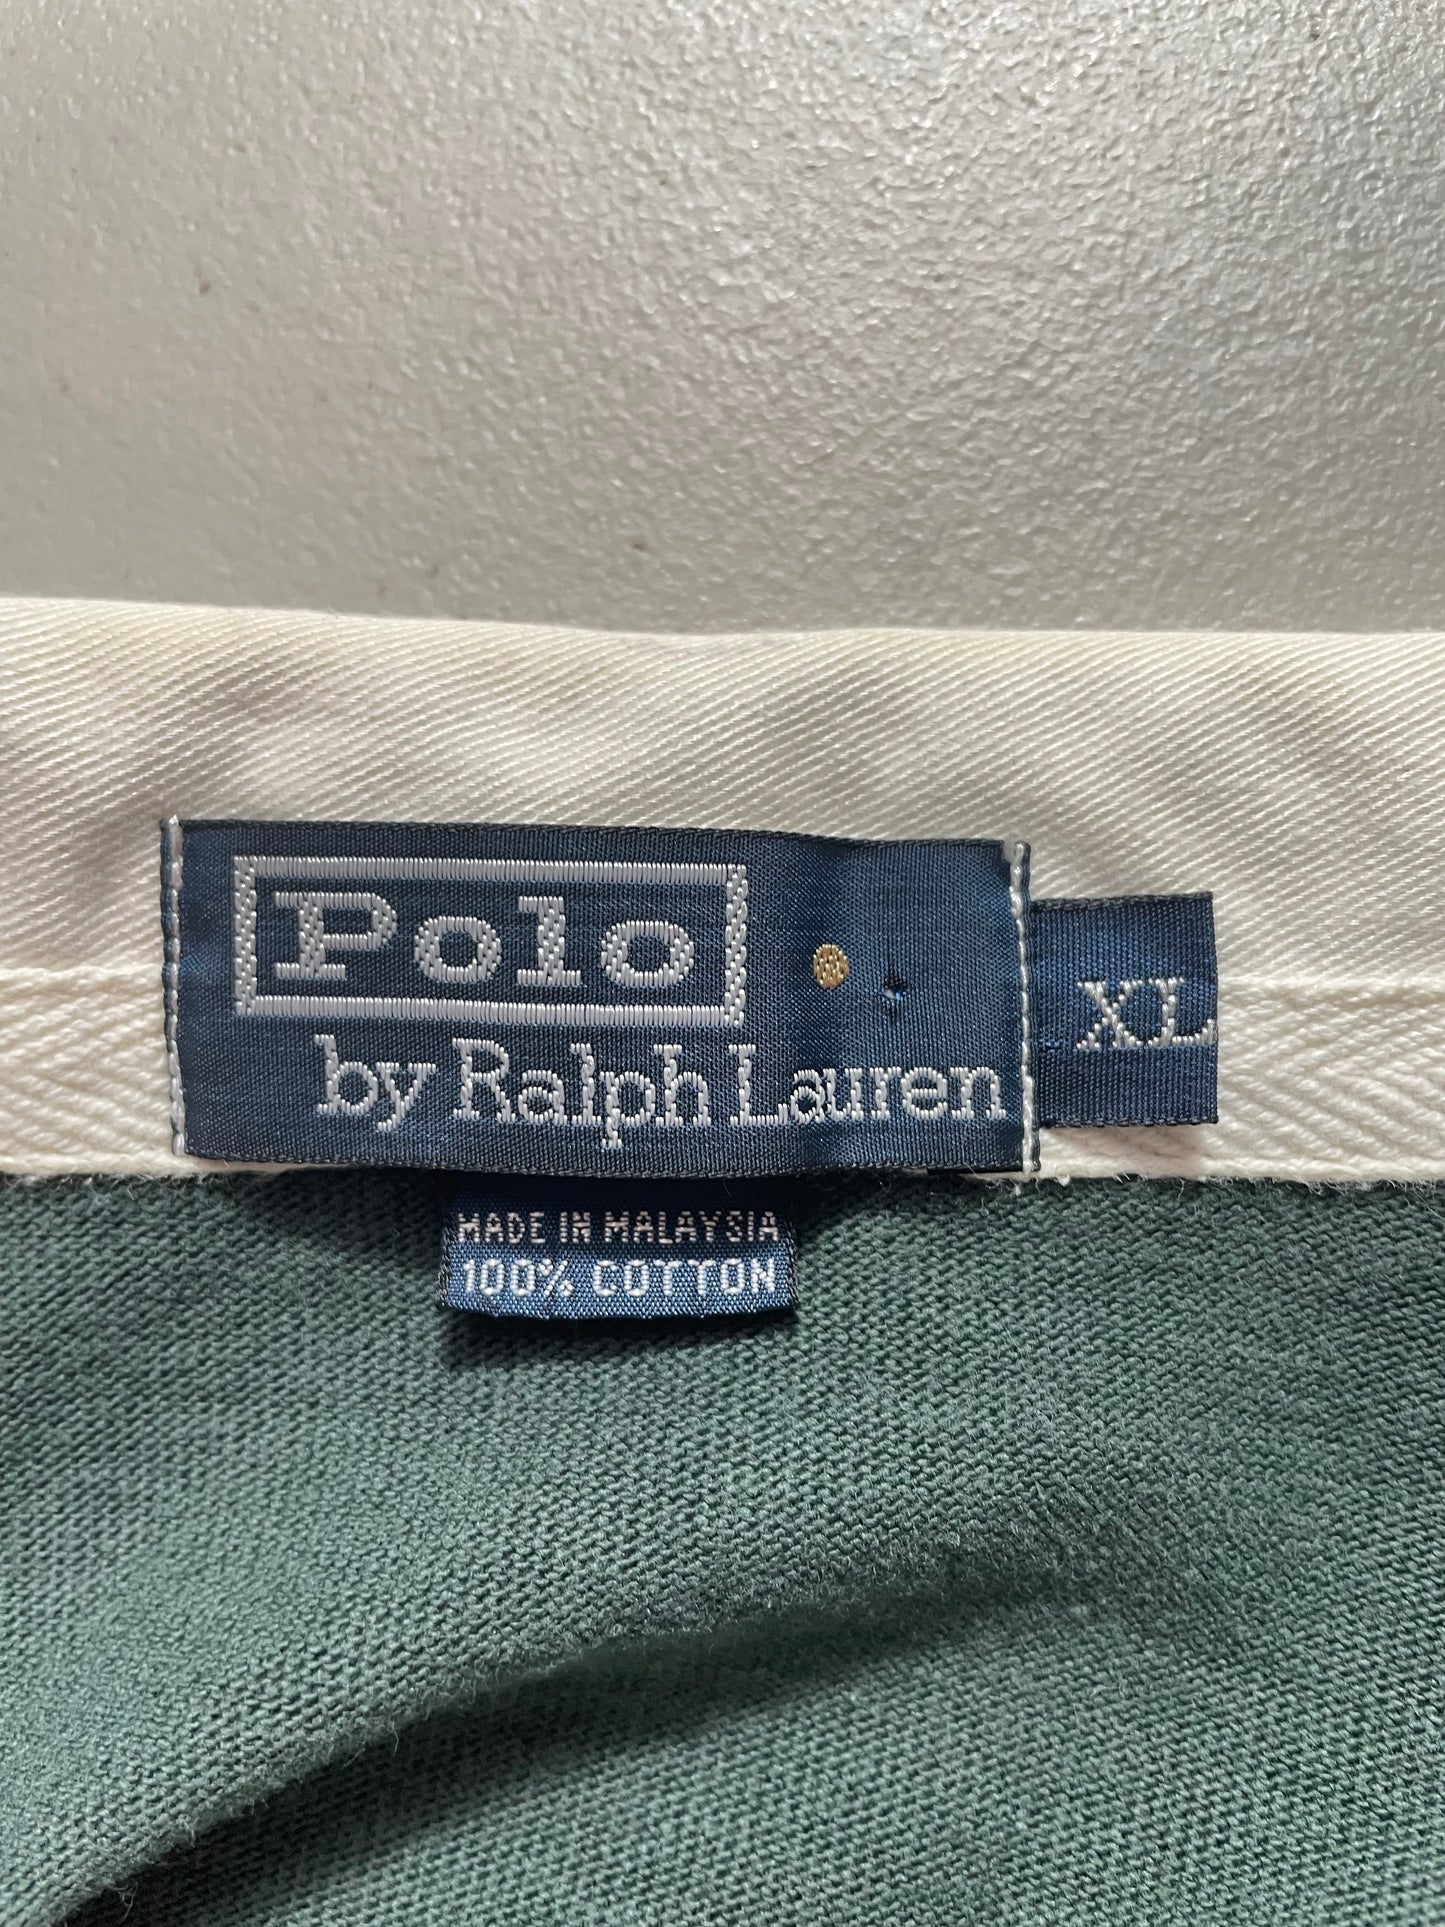 Polo
by Ralph Lauren
XL
MADE IN MALAYSIA
100% COTTON